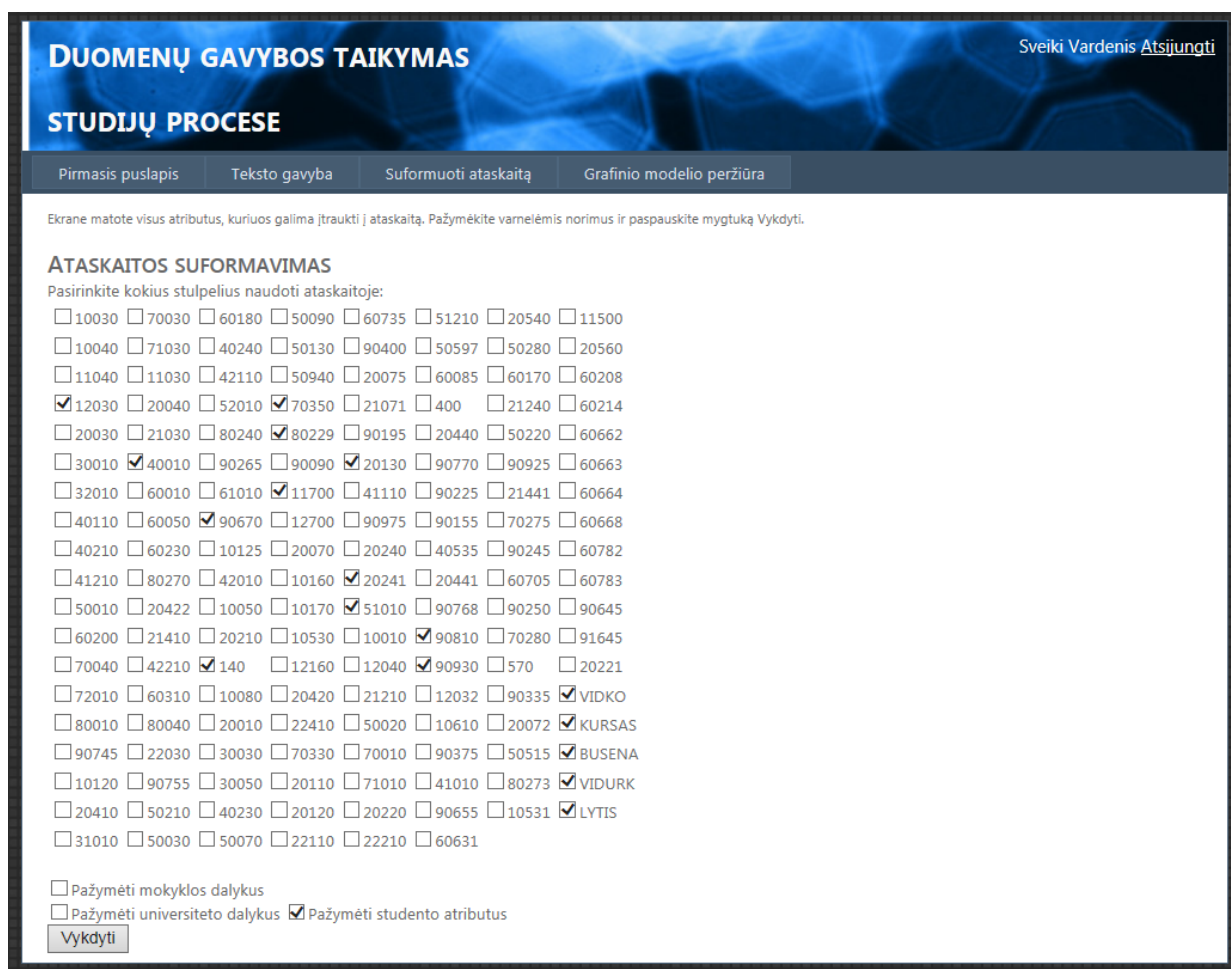 DUOMENŲ GAVYBOS TAIKYMAS
STUDIJŲ PROCESE
Sveiki Vardenis Atsijungti
Pirmasis puslapis Teksto gavyba Suformuoti ataskaitą Grafinio modelio peržiūra
Ekrane matote visus atributus, kuriuos galima įtraukti į ataskaitą. Pažymėkite varnelėmis norimus ir paspauskite mygtuką Vykdyti.
ATASKAITOS SUFORMAVIMAS
Pasirinkite kokius stulpelius naudoti ataskaitoje:
10030 70030 60180 50090 60735 51210 20540 11500
10040 71030 40240 50130 90400 50597 50280 20560
11040 11030 42110 50940 20075 60085 60170 60208
12030 20040 52010 70350 21071 400 21240 60214
20030 21030 80240 80229 90195 20440 50220 60662
30010 40010 90265 90090 20130 90770 90925 60663
32010 60010 61010 11700 41110 90225 21441 60664
40110 60050 90670 12700 90975 90155 70275 60668
40210 60230 10125 20070 20240 40535 90245 60782
41210 80270 42010 10160 20241 20441 60705 60783
50010 20422 10050 10170 51010 90768 90250 90645
60200 21410 20210 10530 10010 90810 70280 91645
70040 42210 140 12160 12040 90930 570 20221
72010 60310 10080 20420 21210 12032 90335 VIDKO
80010 80040 20010 22410 50020 10610 20072 KURSAS
90745 22030 30030 70330 70010 90375 50515 BUSENA
10120 90755 30050 20110 71010 41010 80273 VIDURK
20410 50210 40230 20120 20220 90655 10531 LYTIS
31010 50030 50070 22110 22210 60631
Pažymėti mokyklos dalykus
Pažymėti universiteto dalykus Pažymėti studento atributus
Vykdyti